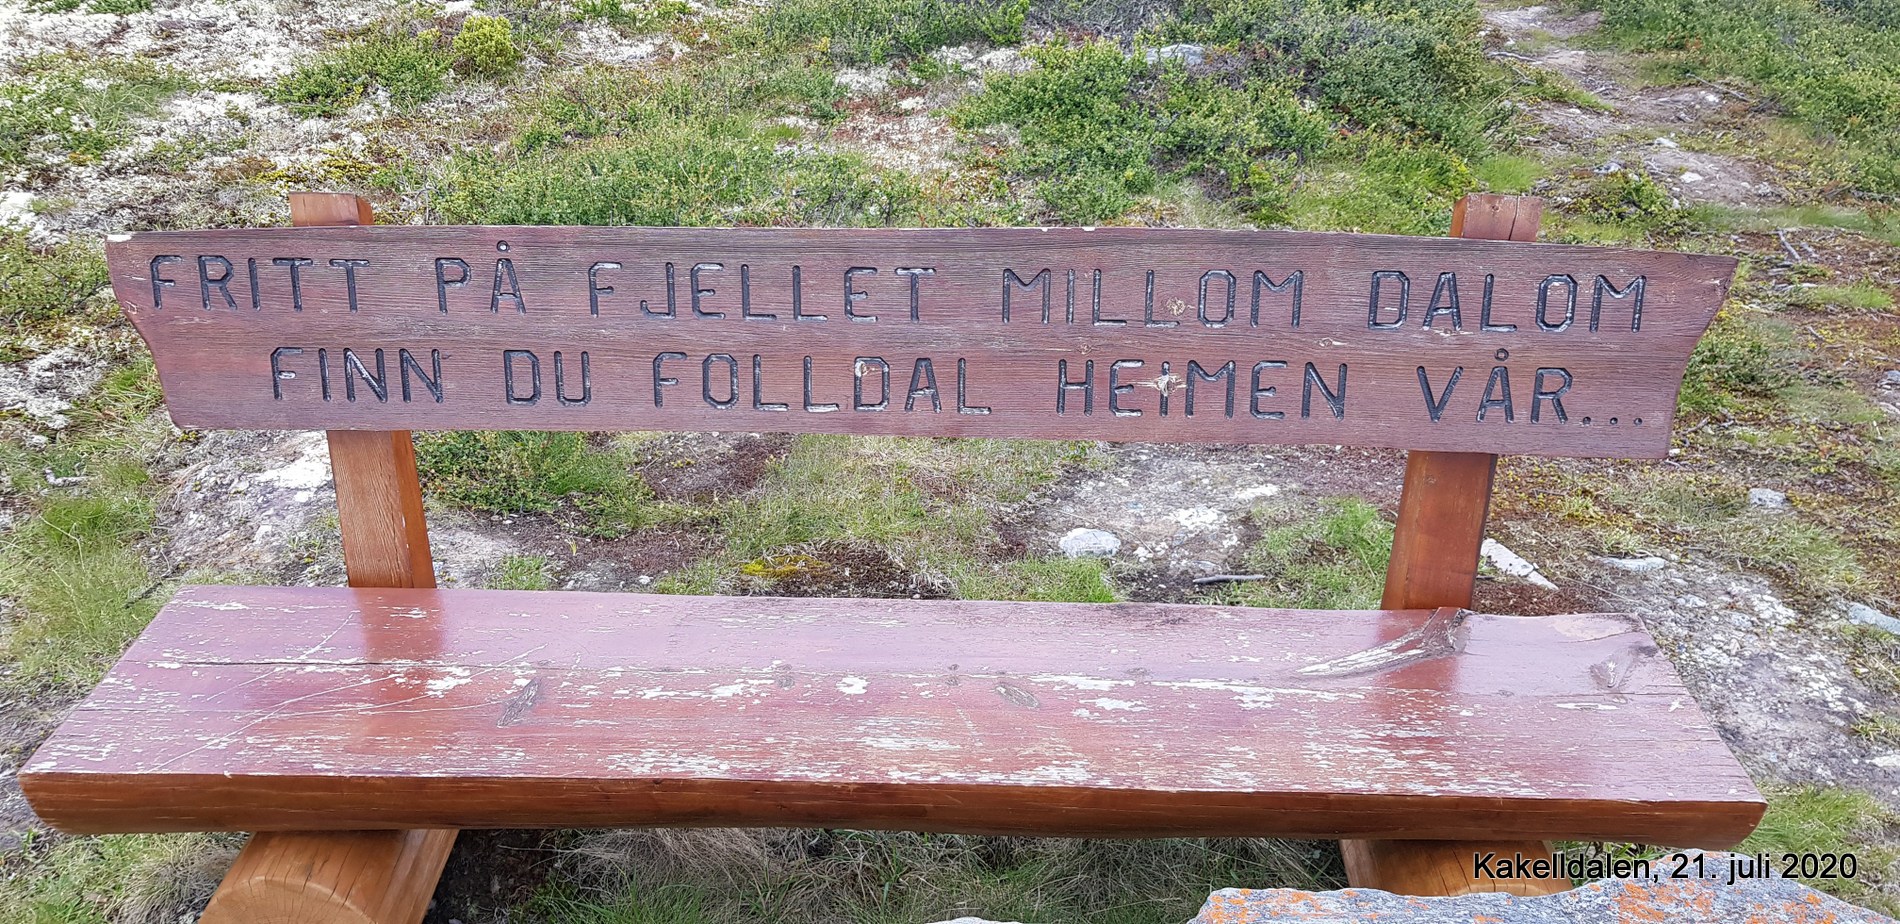 FRITT PÅ FJELLET MILLOM DALOM
FINN DU FOLLDAL HEIMEN VÅR...
Kakelldalen, 21. juli 2020